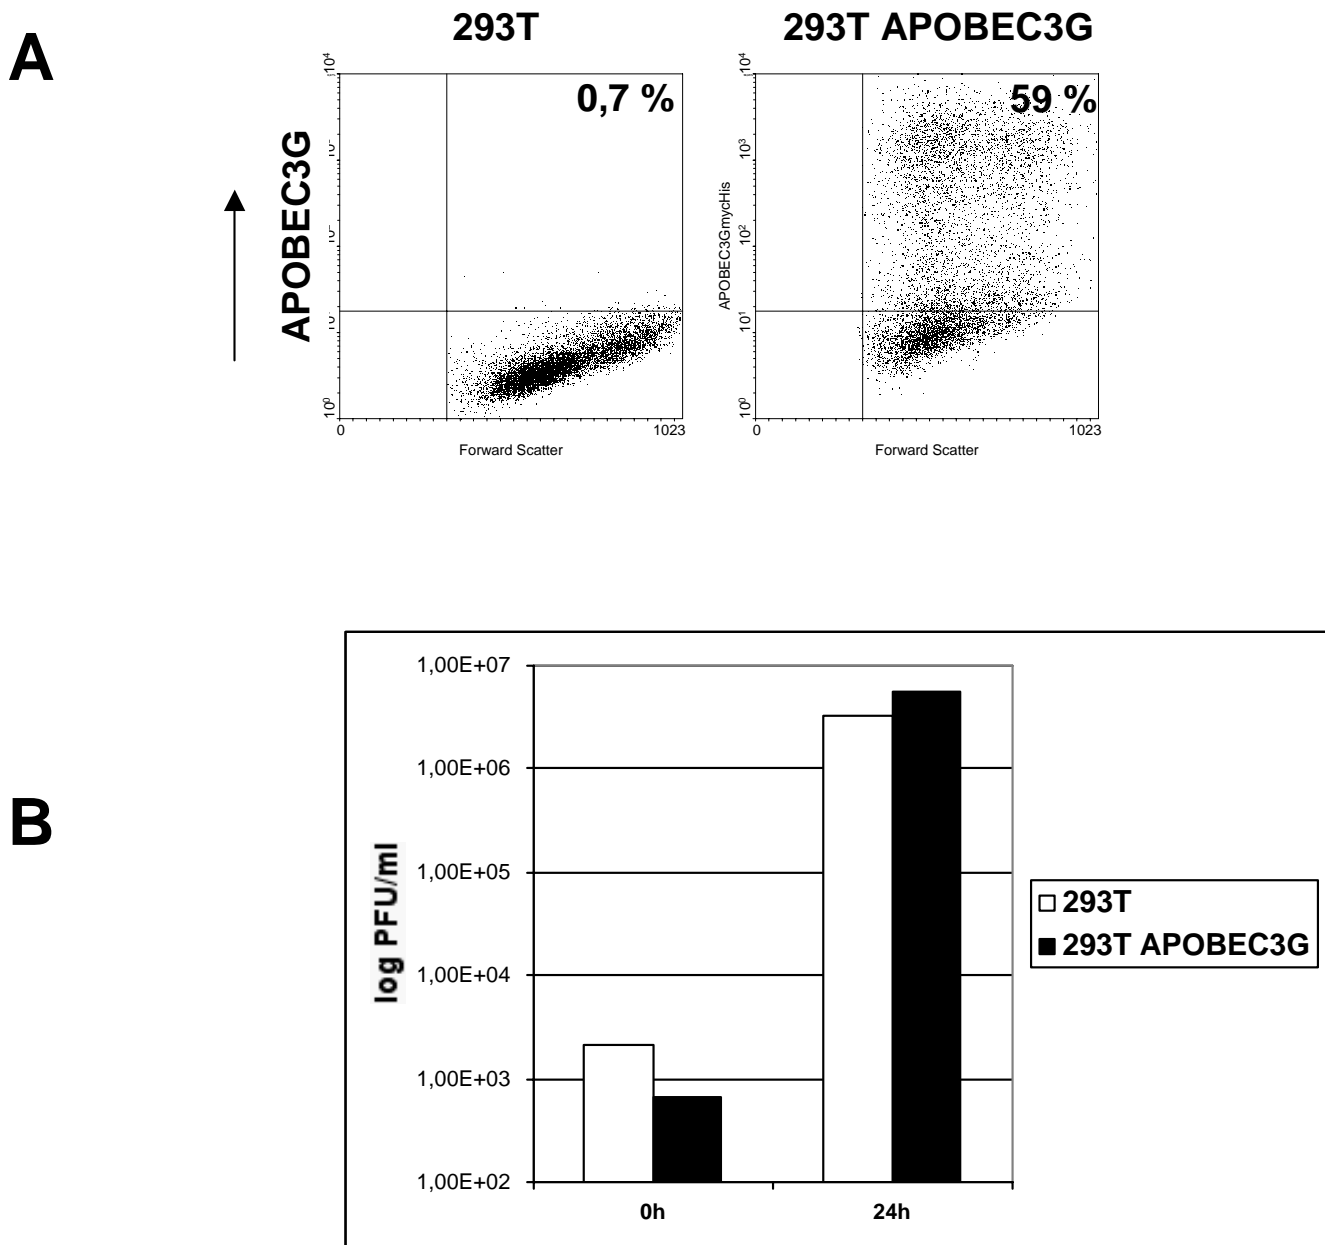 A
293T
293T APOBEC3G
0,7 %
59 %
APOBEC3G
10⁴
10⁰
0
1023
Forward Scatter
APOBEC3GmycHis
10⁴
10³
10²
10¹
10⁰
0
1023
Forward Scatter
B
log PFU/ml
1,00E+07
1,00E+06
1,00E+05
1,00E+04
1,00E+03
1,00E+02
0h
24h
293T
293T APOBEC3G